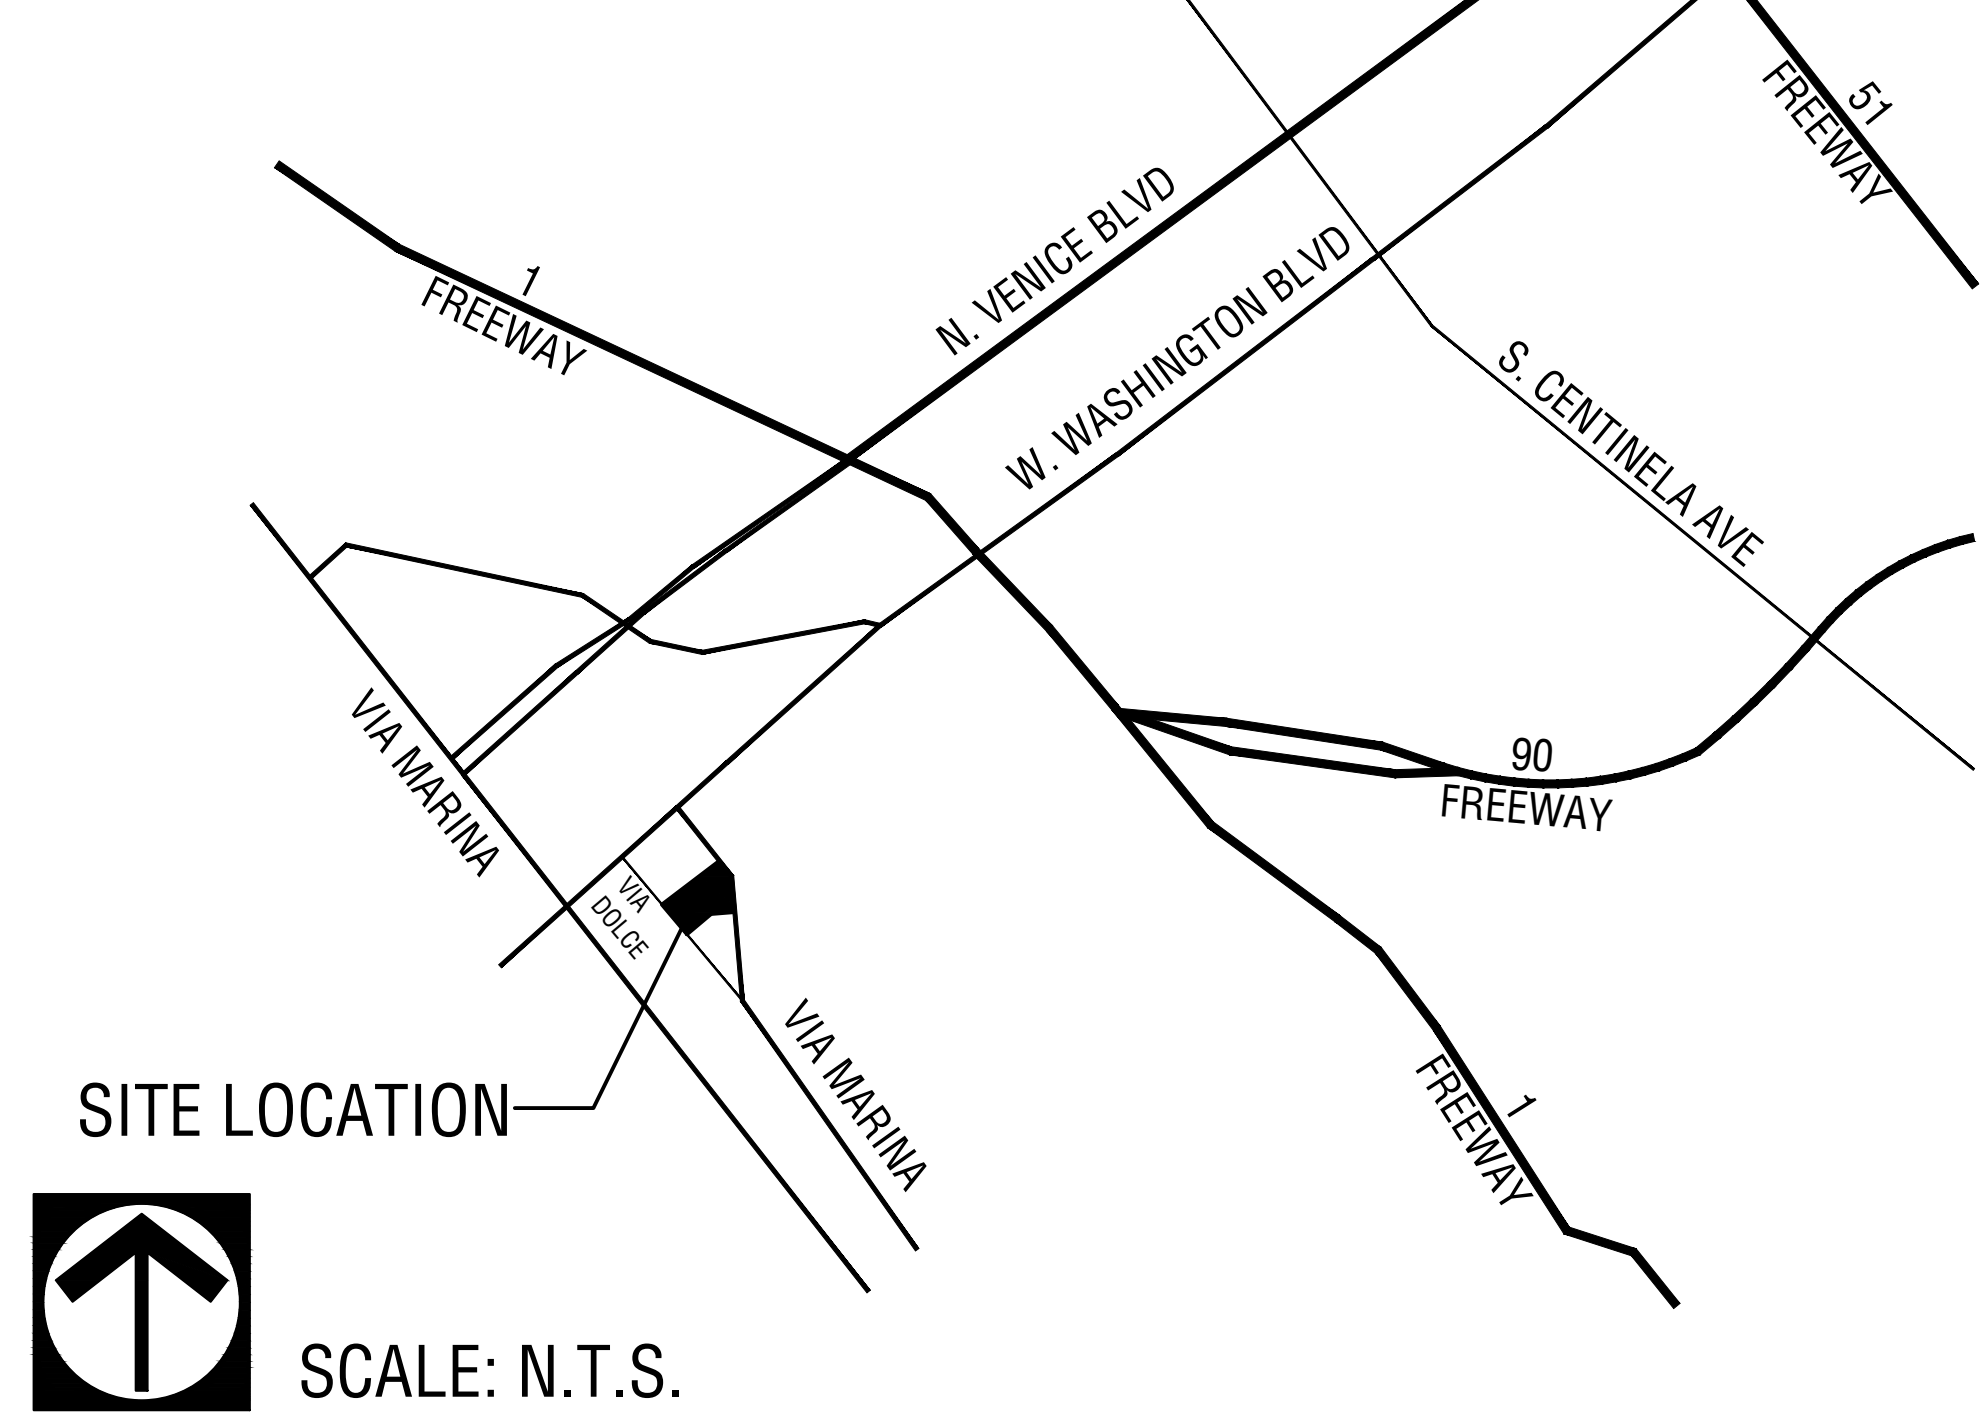 51
FREEWAY
N. VENICE BLVD
1
FREEWAY
W. WASHINGTON BLVD
S. CENTINELA AVE
VIA MARINA
90
FREEWAY
VIA
DOLCE
VIA MARINA
1
FREEWAY
SITE LOCATION
SCALE: N.T.S.